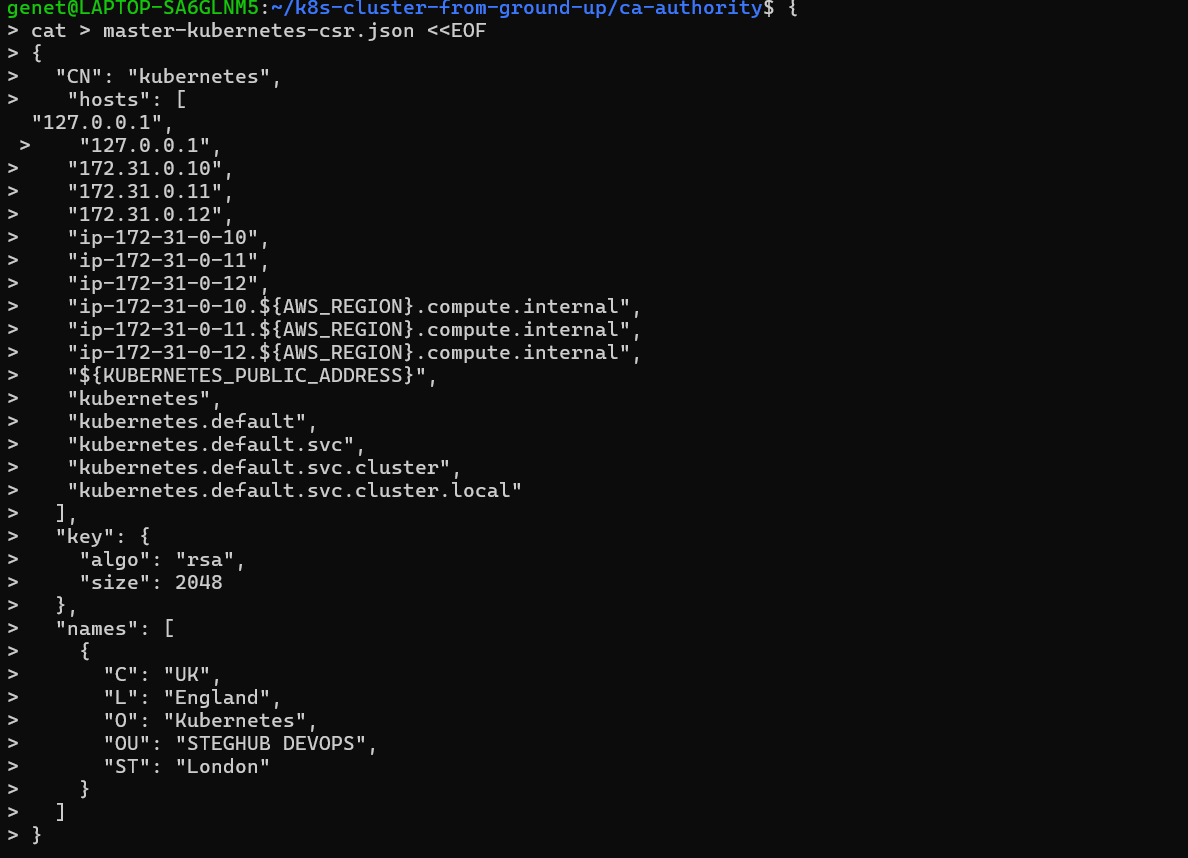 genet@LAPTOP-SA6GLNM5:~/k8s-cluster-from-ground-up/ca-authority$ {
> cat > master-kubernetes-csr.json <<EOF
> {
>   "CN": "kubernetes",
>    "hosts": [
  "127.0.0.1",
 >    "127.0.0.1",
>    "172.31.0.10",
>    "172.31.0.11",
>    "172.31.0.12",
>    "ip-172-31-0-10",
>    "ip-172-31-0-11",
>    "ip-172-31-0-12",
>    "ip-172-31-0-10.${AWS_REGION}.compute.internal",
>    "ip-172-31-0-11.${AWS_REGION}.compute.internal",
>    "ip-172-31-0-12.${AWS_REGION}.compute.internal",
>    "${KUBERNETES_PUBLIC_ADDRESS}",
>    "kubernetes",
>    "kubernetes.default",
>    "kubernetes.default.svc",
>    "kubernetes.default.svc.cluster",
>    "kubernetes.default.svc.cluster.local"
>   ],
>   "key": {
>     "algo": "rsa",
>     "size": 2048
>   },
>   "names": [
>     {
>       "C": "UK",
>       "L": "England",
>       "O": "Kubernetes",
>       "OU": "STEGHUB DEVOPS",
>       "ST": "London"
>     }
>   ]
> }